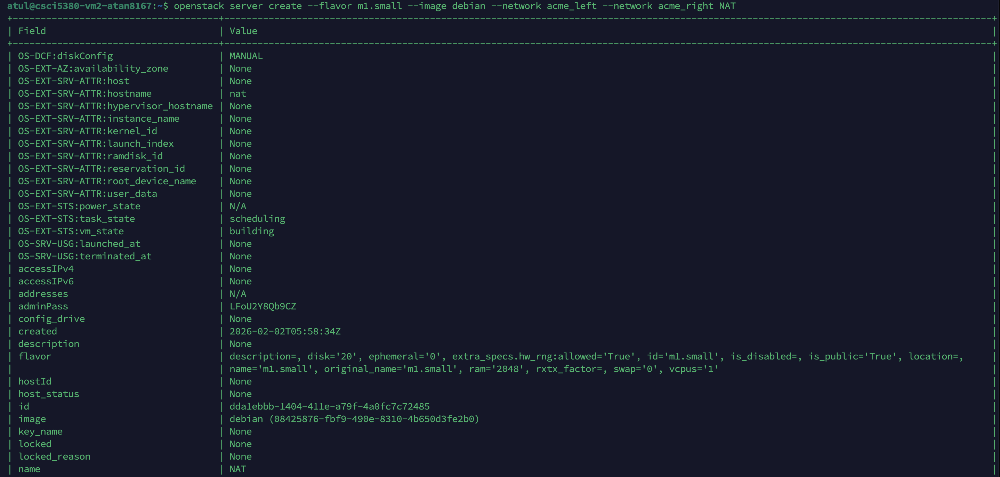 atul@csci5380-vm2-atan8167:~$ openstack server create --flavor m1.small --image debian --network acme_left --network acme_right NAT
+-------------------------------------+------------------------------------------------------------------------------------------------------------------------------------------+
| Field | Value |
+-------------------------------------+------------------------------------------------------------------------------------------------------------------------------------------+
| OS-DCF:diskConfig | MANUAL |
| OS-EXT-AZ:availability_zone | None |
| OS-EXT-SRV-ATTR:host | None |
| OS-EXT-SRV-ATTR:hostname | nat |
| OS-EXT-SRV-ATTR:hypervisor_hostname | None |
| OS-EXT-SRV-ATTR:instance_name | None |
| OS-EXT-SRV-ATTR:kernel_id | None |
| OS-EXT-SRV-ATTR:launch_index | None |
| OS-EXT-SRV-ATTR:ramdisk_id | None |
| OS-EXT-SRV-ATTR:reservation_id | None |
| OS-EXT-SRV-ATTR:root_device_name | None |
| OS-EXT-SRV-ATTR:user_data | None |
| OS-EXT-STS:power_state | N/A |
| OS-EXT-STS:task_state | scheduling |
| OS-EXT-STS:vm_state | building |
| OS-SRV-USG:launched_at | None |
| OS-SRV-USG:terminated_at | None |
| accessIPv4 | None |
| accessIPv6 | None |
| addresses | N/A |
| adminPass | LFoU2Y8Qb9CZ |
| config_drive | None |
| created | 2026-02-02T05:58:34Z |
| description | None |
| flavor | description=, disk='20', ephemeral='0', extra_specs.hw_rng:allowed='True', id='m1.small', is_disabled=, is_public='True', location=, |
| | name='m1.small', original_name='m1.small', ram='2048', rxtx_factor=, swap='0', vcpus='1' |
| hostId | None |
| host_status | None |
| id | dda1ebbb-1404-411e-a79f-4a0fc7c72485 |
| image | debian (08425876-fbf9-490e-8310-4b650d3fe2b0) |
| key_name | None |
| locked | None |
| locked_reason | None |
| name | NAT |